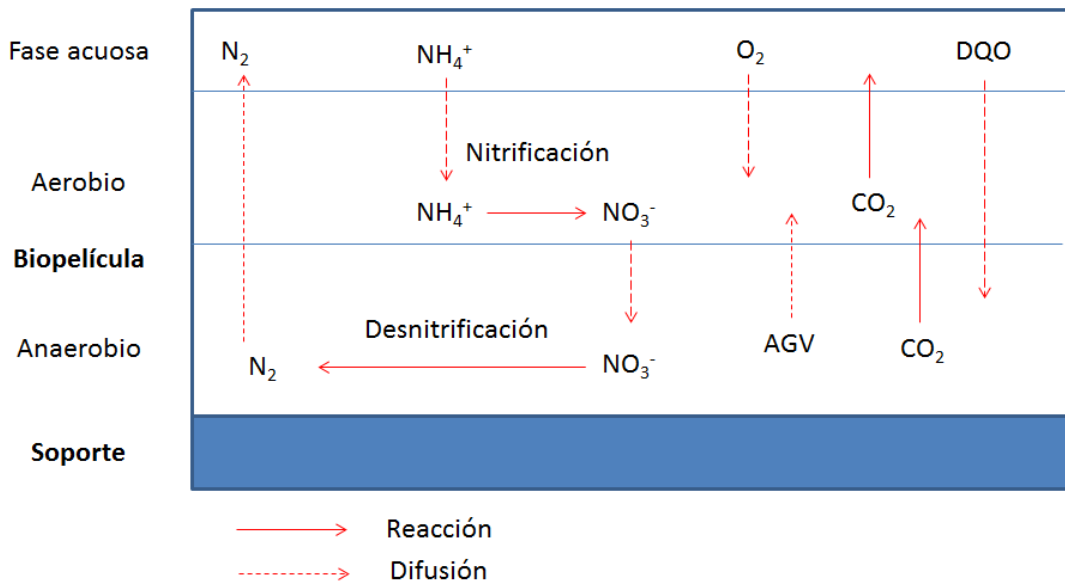 Fase acuosa N₂ NH₄⁺ O₂ DQO
Nitrificación
Aerobio NH₄⁺ NO₃⁻ CO₂
Biopelícula
Desnitrificación
Anaerobio N₂ NO₃⁻ AGV CO₂
Soporte
Reacción
Difusión